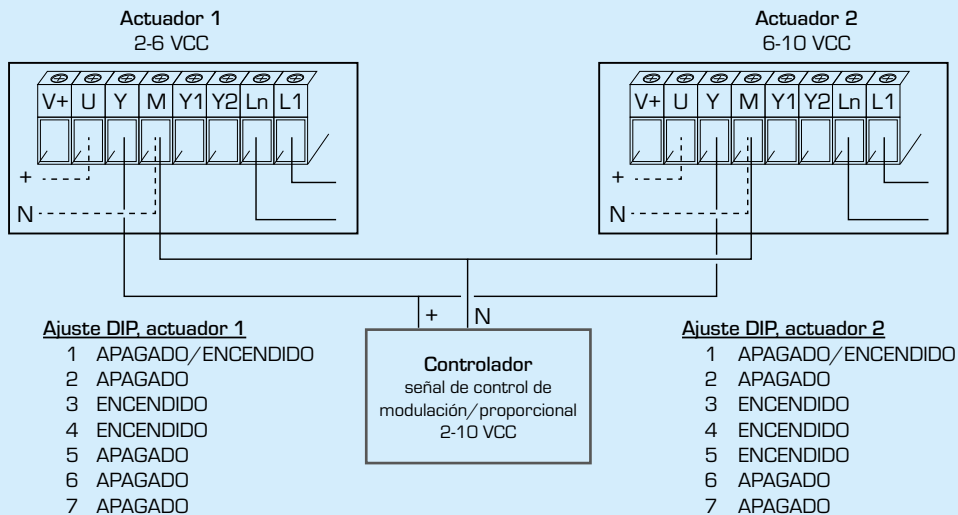 Actuador 1
2-6 VCC
V+ U Y M Y1 Y2 Ln L1
+
N
Actuador 2
6-10 VCC
V+ U Y M Y1 Y2 Ln L1
+
N
+ N
Controlador
señal de control de
modulación/proporcional
2-10 VCC
Ajuste DIP, actuador 1
1 APAGADO/ENCENDIDO
2 APAGADO
3 ENCENDIDO
4 ENCENDIDO
5 APAGADO
6 APAGADO
7 APAGADO
Ajuste DIP, actuador 2
1 APAGADO/ENCENDIDO
2 APAGADO
3 ENCENDIDO
4 ENCENDIDO
5 ENCENDIDO
6 APAGADO
7 APAGADO